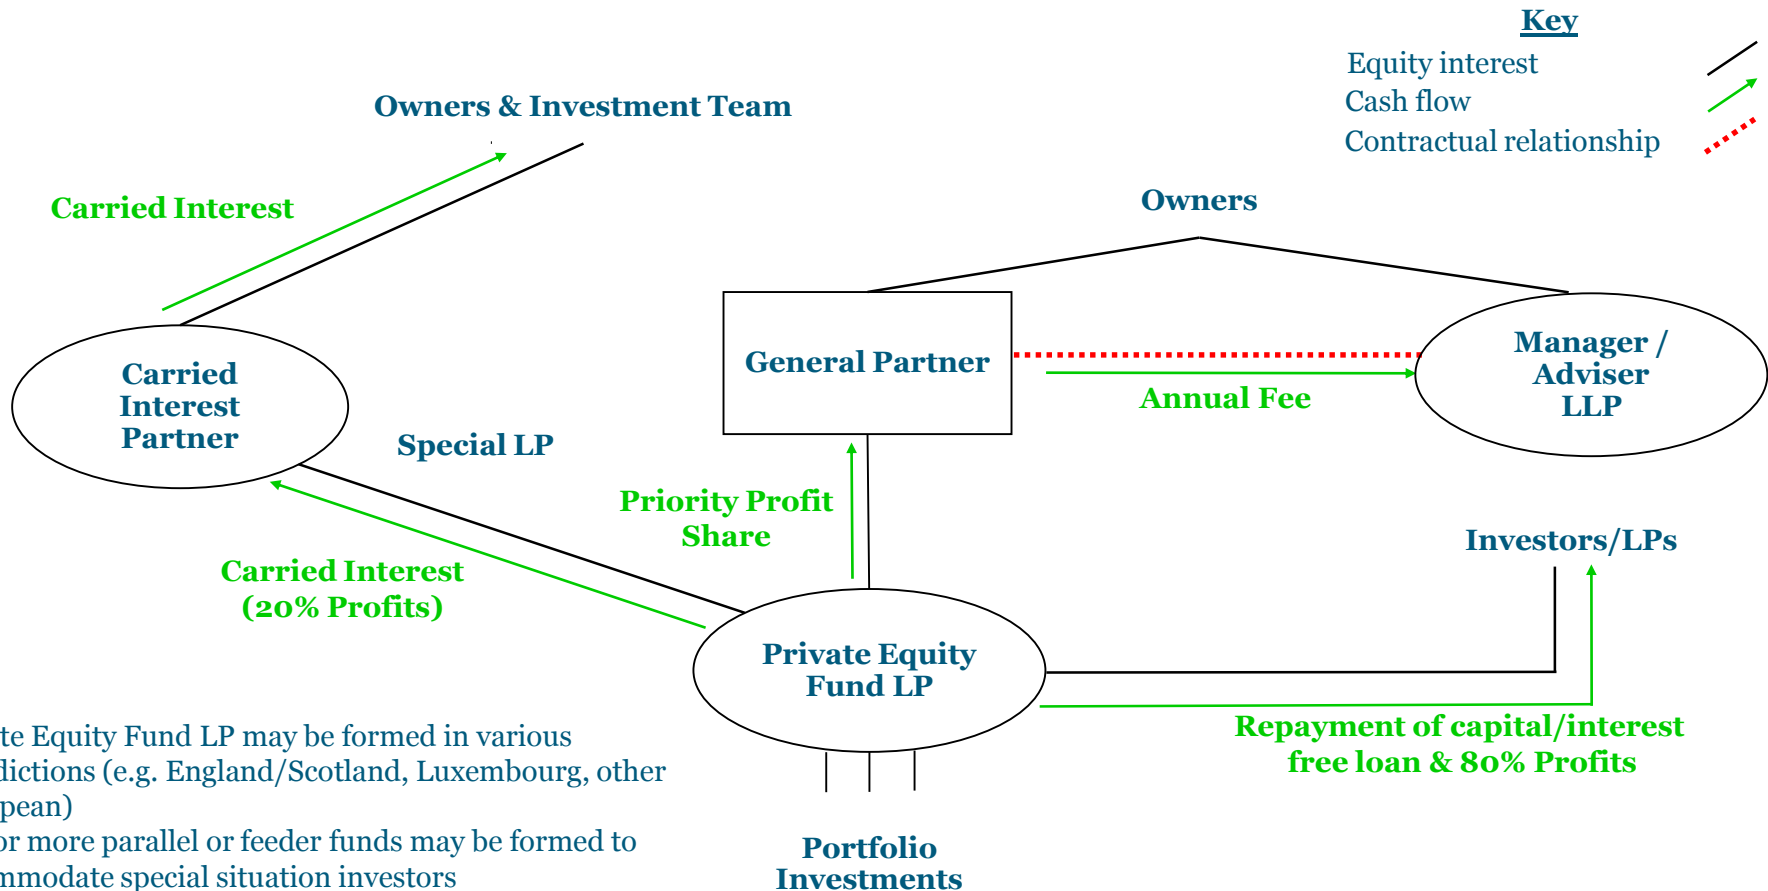 Key
Equity interest
Cash flow
Contractual relationship
Owners & Investment Team
Carried Interest
Owners
General Partner
Manager /
Adviser
LLP
Annual Fee
Carried
Interest
Partner
Special LP
Priority Profit
Share
Carried Interest
(20% Profits)
Investors/LPs
Private Equity
Fund LP
Repayment of capital/interest
free loan & 80% Profits
te Equity Fund LP may be formed in various
dictions (e.g. England/Scotland, Luxembourg, other
pean)
or more parallel or feeder funds may be formed to
mmodate special situation investors
Portfolio
Investments